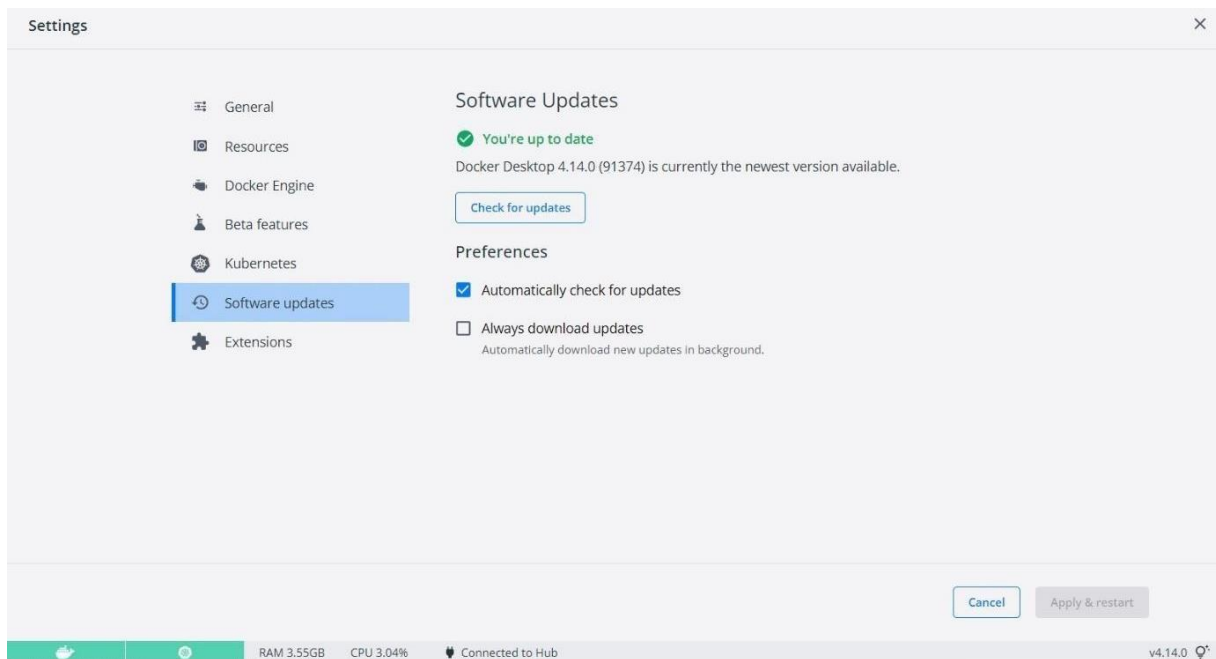 Settings
General
Resources
Docker Engine
Beta features
Kubernetes
Software updates
Extensions
Software Updates
You're up to date
Docker Desktop 4.14.0 (91374) is currently the newest version available.
Check for updates
Preferences
Automatically check for updates
Always download updates
Automatically download new updates in background.
Cancel
Apply & restart
RAM 3.55GB CPU 3.04% Connected to Hub v4.14.0